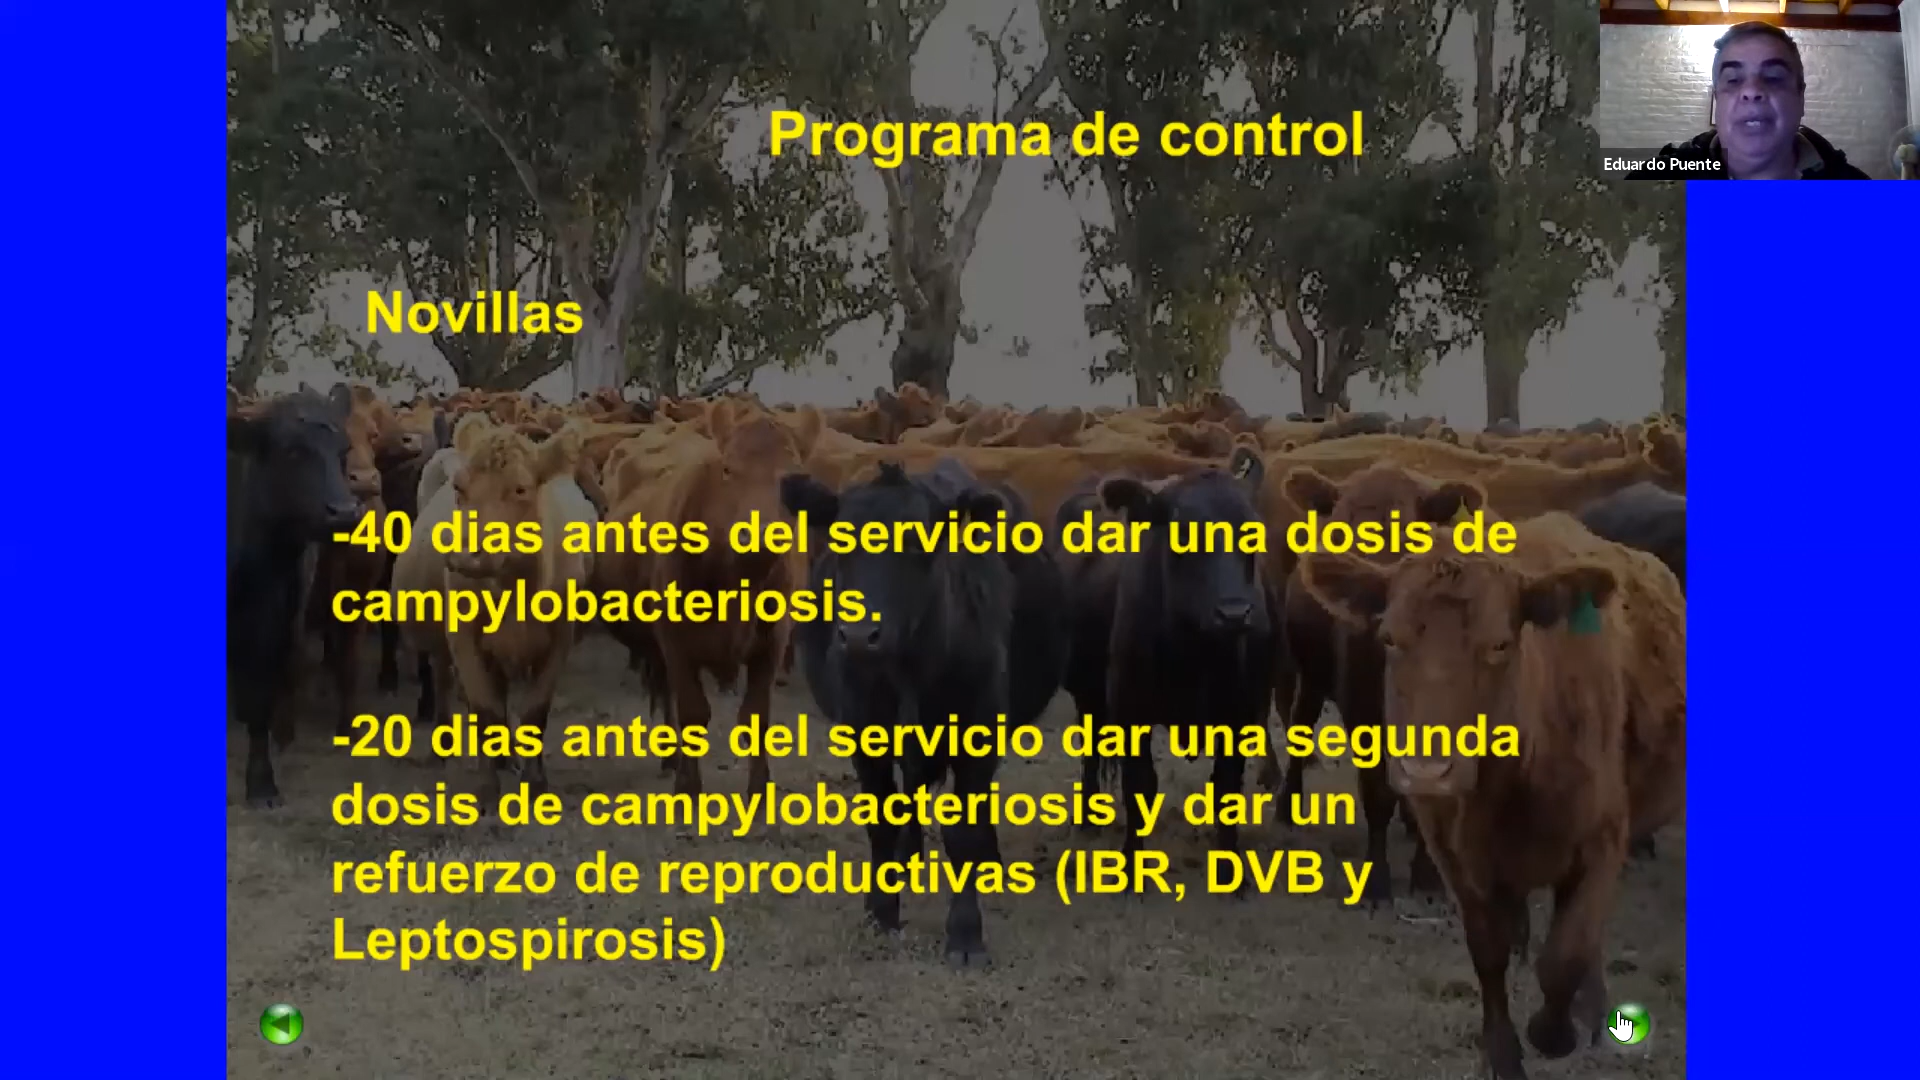 Programa de control
Eduardo Puente
Novillas
-40 dias antes del servicio dar una dosis de
campylobacteriosis.
-20 dias antes del servicio dar una segunda
dosis de campylobacteriosis y dar un
refuerzo de reproductivas (IBR, DVB y
Leptospirosis)